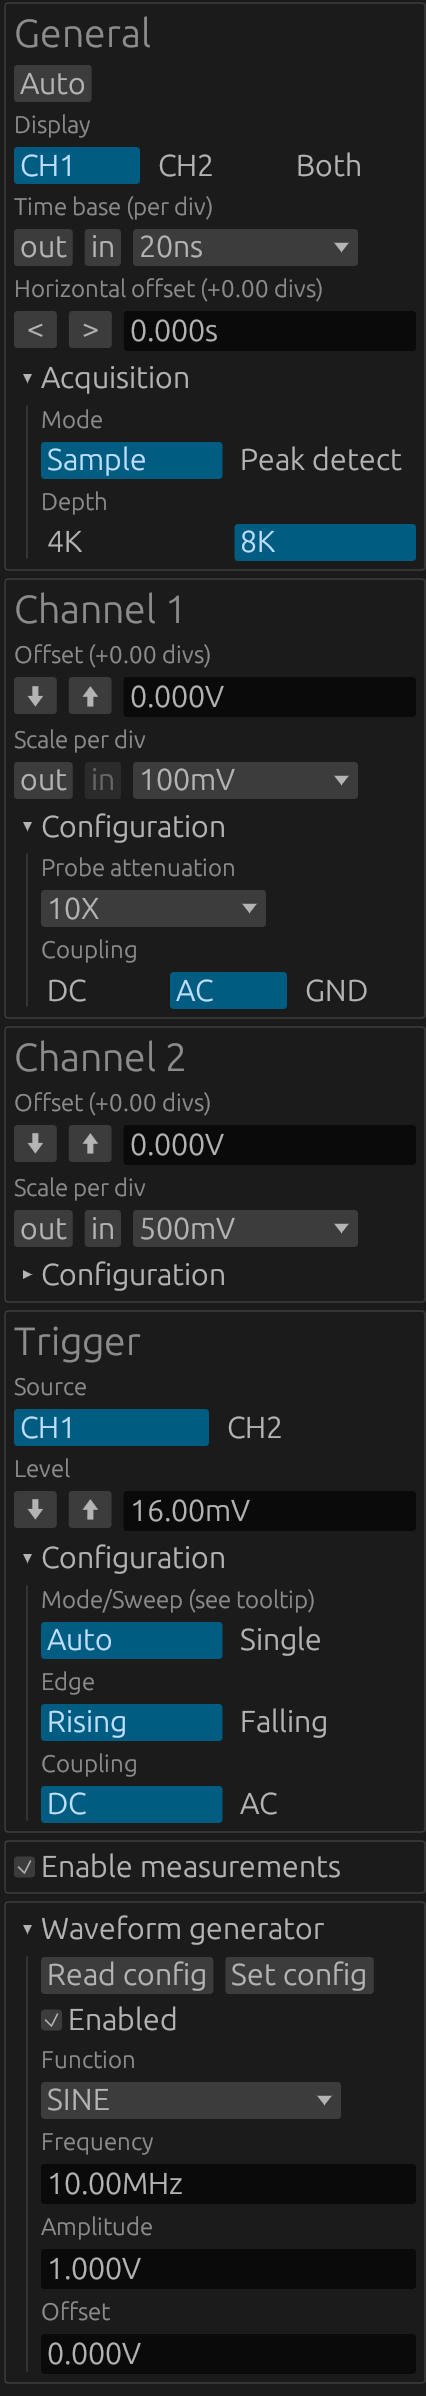 General
Auto
Display
CH1 CH2 Both
Time base (per div)
out in 20ns
Horizontal offset (+0.00 divs)
< > 0.000s
Acquisition
Mode
Sample Peak detect
Depth
4K 8K
Channel 1
Offset (+0.00 divs)
0.000V
Scale per div
out in 100mV
Configuration
Probe attenuation
10X
Coupling
DC AC GND
Channel 2
Offset (+0.00 divs)
0.000V
Scale per div
out in 500mV
Configuration
Trigger
Source
CH1 CH2
Level
16.00mV
Configuration
Mode/Sweep (see tooltip)
Auto Single
Edge
Rising Falling
Coupling
DC AC
Enable measurements
Waveform generator
Read config Set config
Enabled
Function
SINE
Frequency
10.00MHz
Amplitude
1.000V
Offset
0.000V